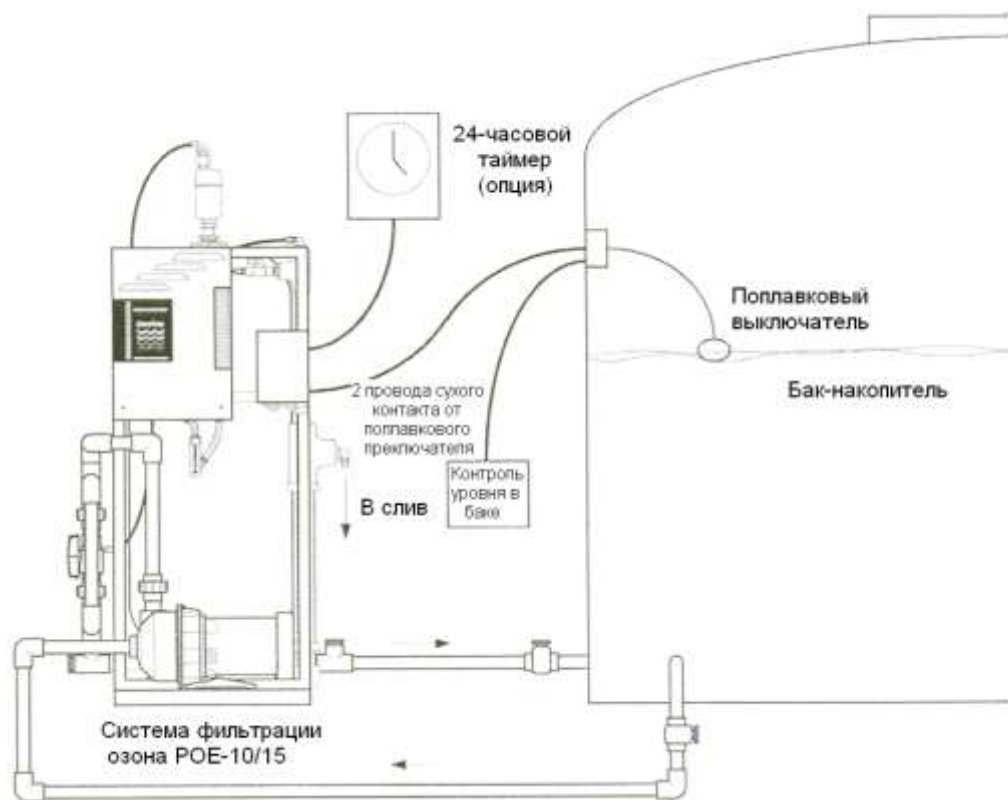 24-часовой
таймер
(опция)
Поплавковый
выключатель
Бак-накопитель
2 провода сухого
контакта от
поплавкового
преключателя
Контроль
уровня в
баке
В слив
Система фильтрации
озона POE-10/15